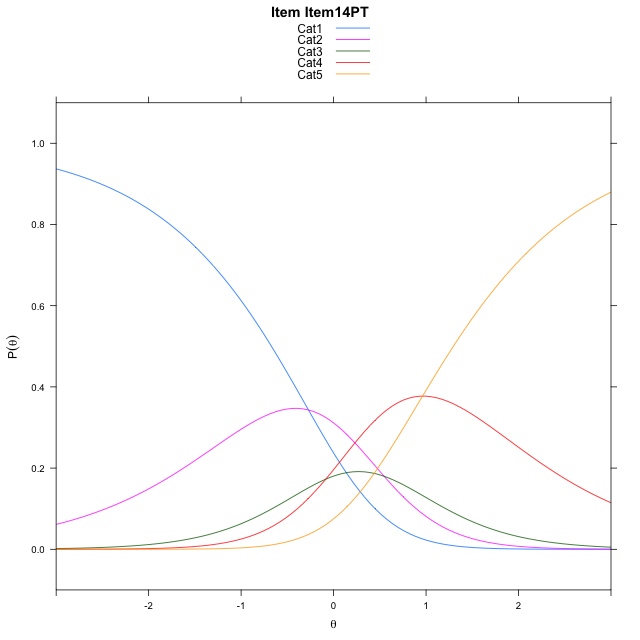 Item Item14PT
Cat1
Cat2
Cat3
Cat4
Cat5
P(θ)
1.0
0.8
0.6
0.4
0.2
0.0
-2 -1 0 1 2
θ